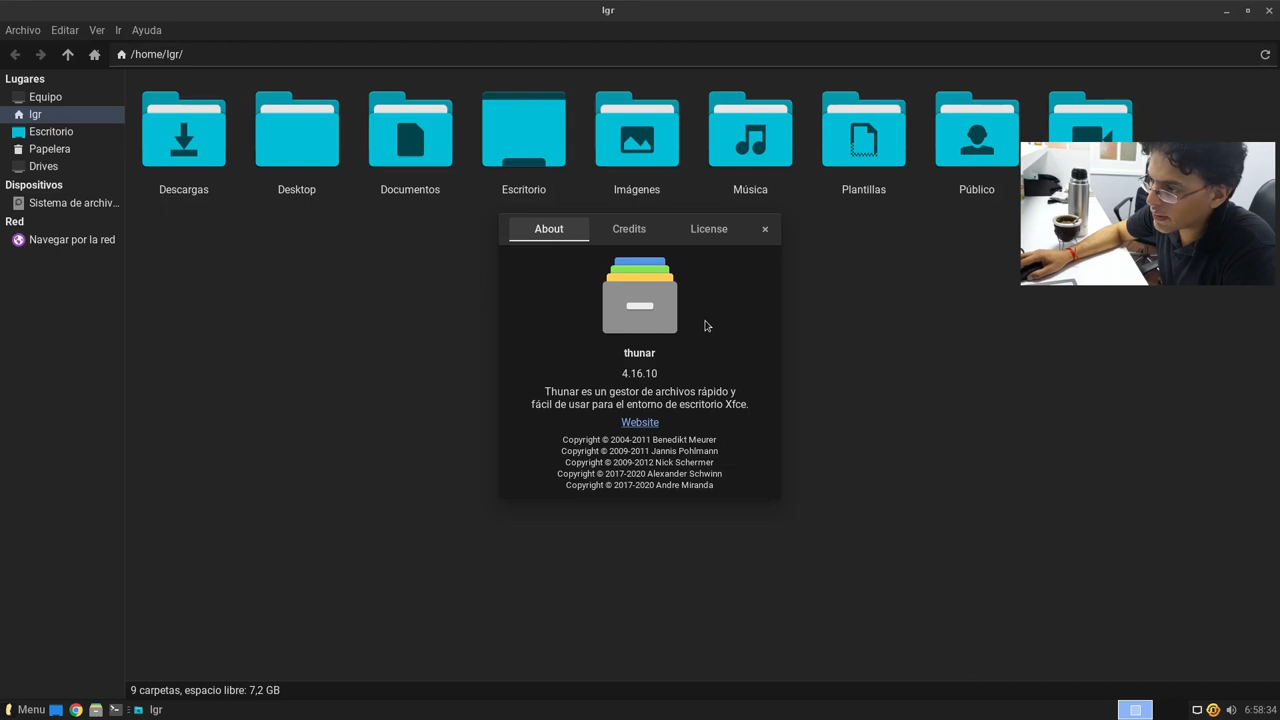 lgr
Archivo Editar Ver Ir Ayuda
/home/lgr/
Lugares
Equipo
lgr
Escritorio
Papelera
Drives
Dispositivos
Sistema de archiv...
Red
Navegar por la red
Descargas Desktop Documentos Escritorio Imágenes Música Plantillas Público
About Credits License ×
thunar
4.16.10
Thunar es un gestor de archivos rápido y
fácil de usar para el entorno de escritorio Xfce.
Website
Copyright © 2004-2011 Benedikt Meurer
Copyright © 2009-2011 Jannis Pohlmann
Copyright © 2009-2012 Nick Schermer
Copyright © 2017-2020 Alexander Schwinn
Copyright © 2017-2020 Andre Miranda
9 carpetas, espacio libre: 7,2 GB
Menu lgr 6:58:34